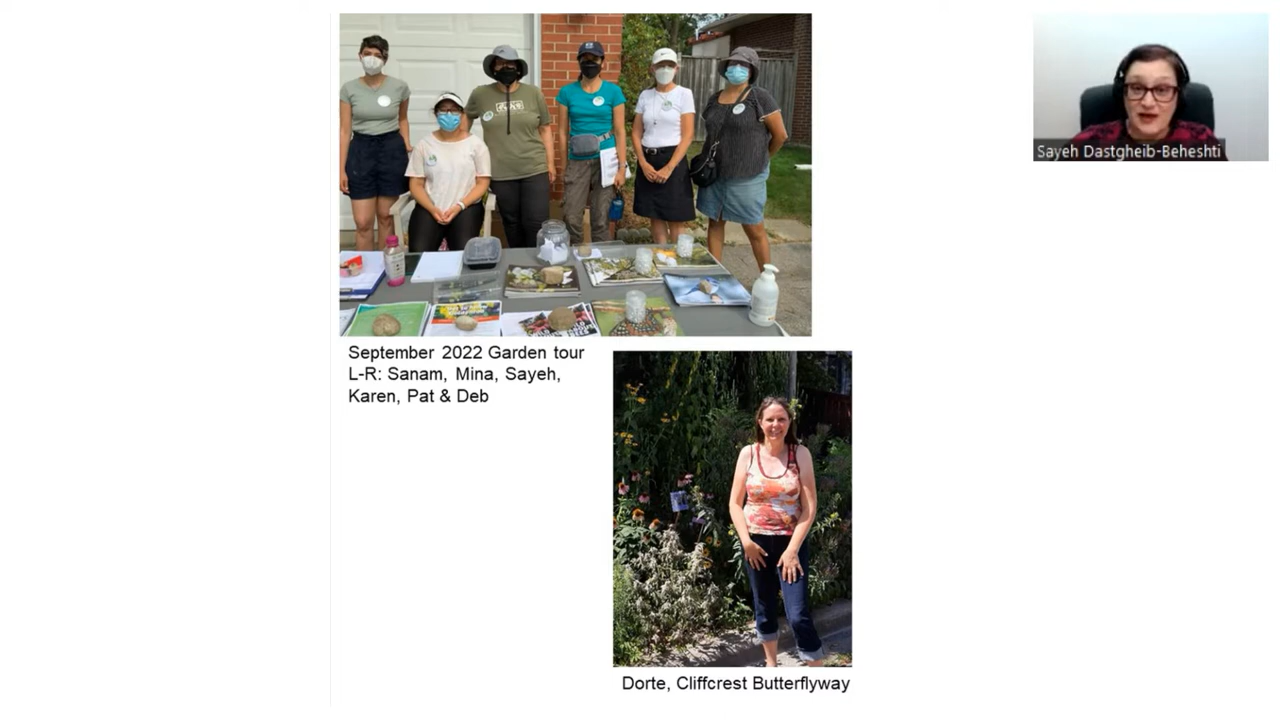 Sayeh Dastgheib-Beheshti
September 2022 Garden tour
L-R: Sanam, Mina, Sayeh,
Karen, Pat & Deb
Dorte, Cliffcrest Butterflyway